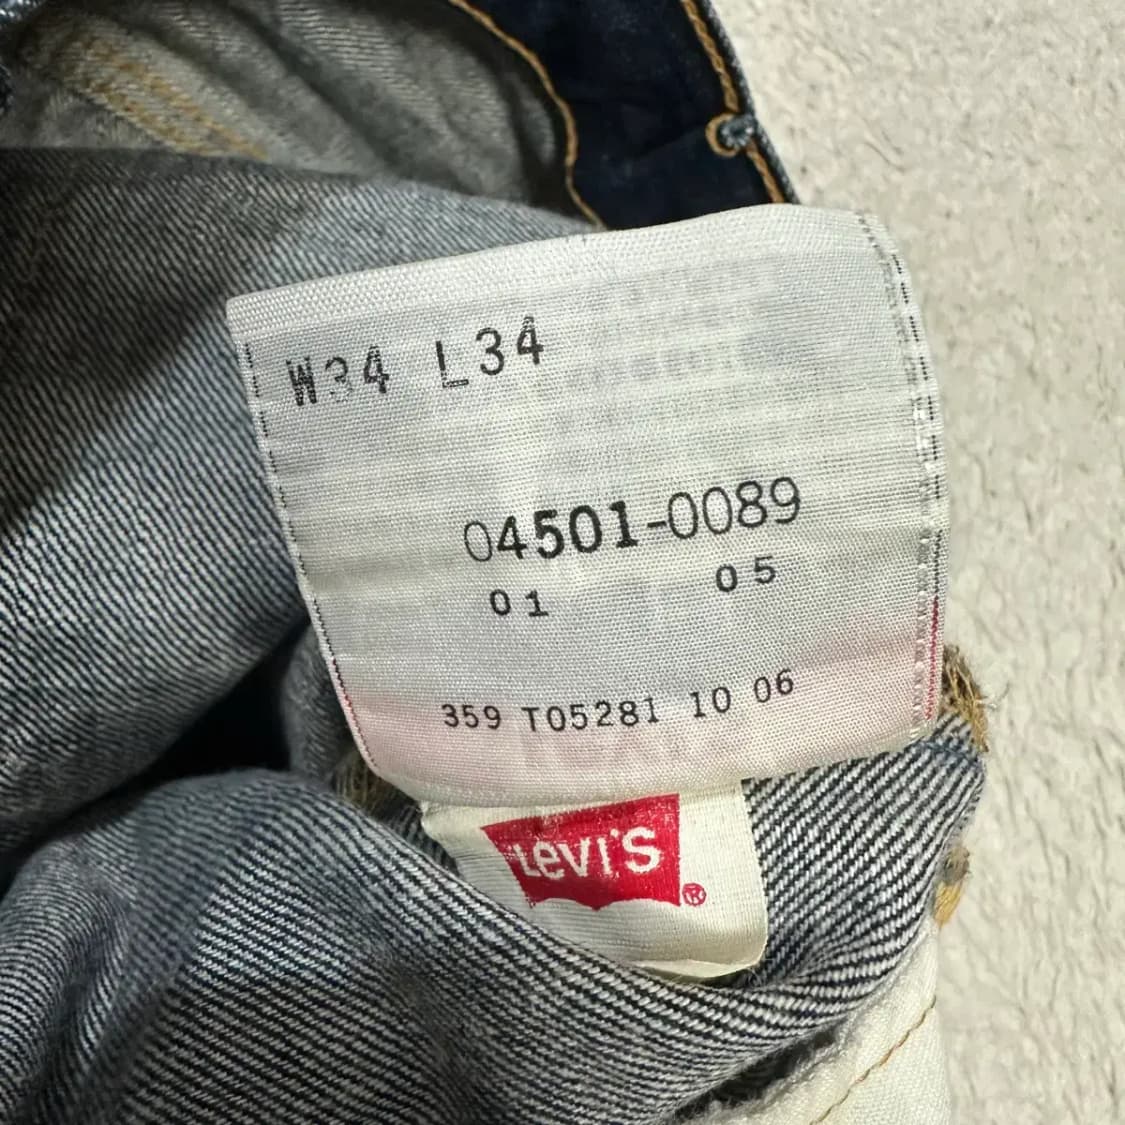 W34 L34
04501-0089
01 05
359 T05281 10 06
Levi's ®